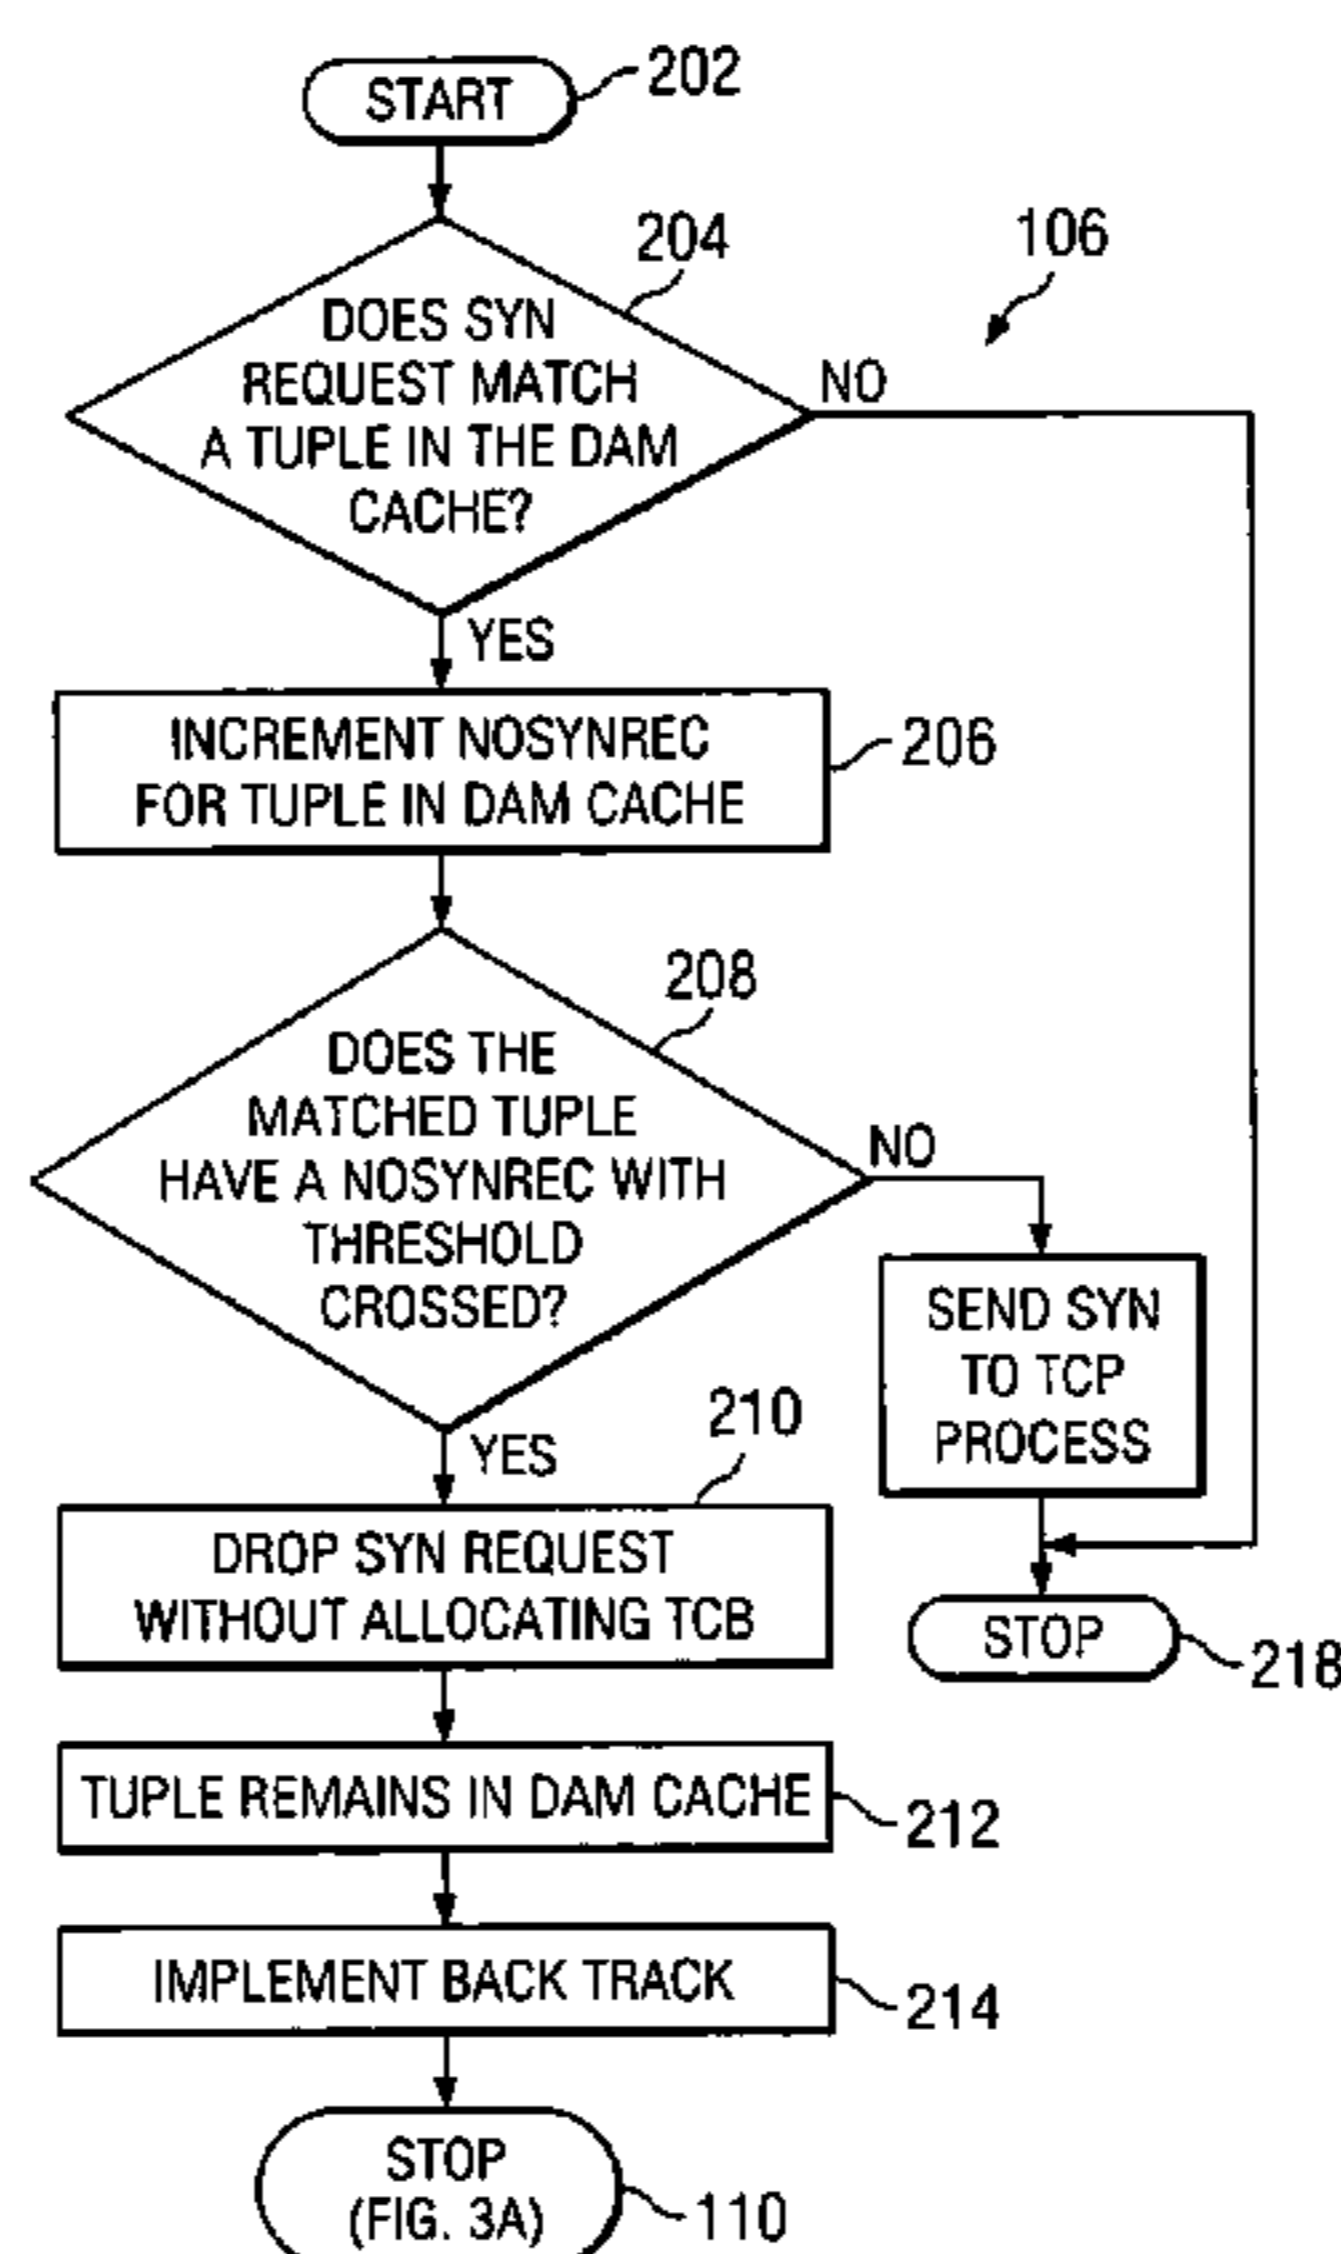 START
202
204
106
DOES SYN
REQUEST MATCH
A TUPLE IN THE DAM
CACHE?
NO
YES
INCREMENT NOSYNREC
FOR TUPLE IN DAM CACHE
206
208
DOES THE
MATCHED TUPLE
HAVE A NOSYNREC WITH
THRESHOLD
CROSSED?
NO
YES
SEND SYN
TO TCP
PROCESS
210
DROP SYN REQUEST
WITHOUT ALLOCATING TCB
STOP
218
TUPLE REMAINS IN DAM CACHE
212
IMPLEMENT BACK TRACK
214
STOP
(FIG. 3A)
110